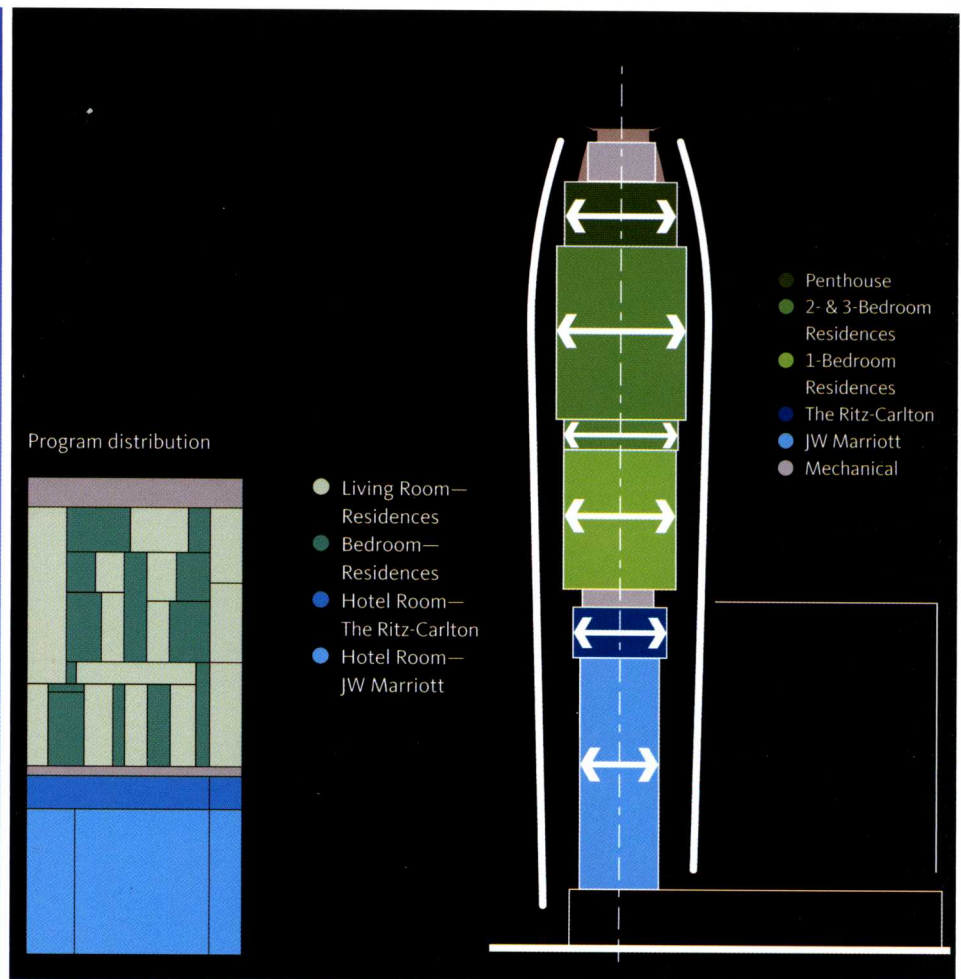 Program distribution
Living Room—
Residences
Bedroom—
Residences
Hotel Room—
The Ritz-Carlton
Hotel Room—
JW Marriott
Penthouse
2- & 3-Bedroom
Residences
1-Bedroom
Residences
The Ritz-Carlton
JW Marriott
Mechanical